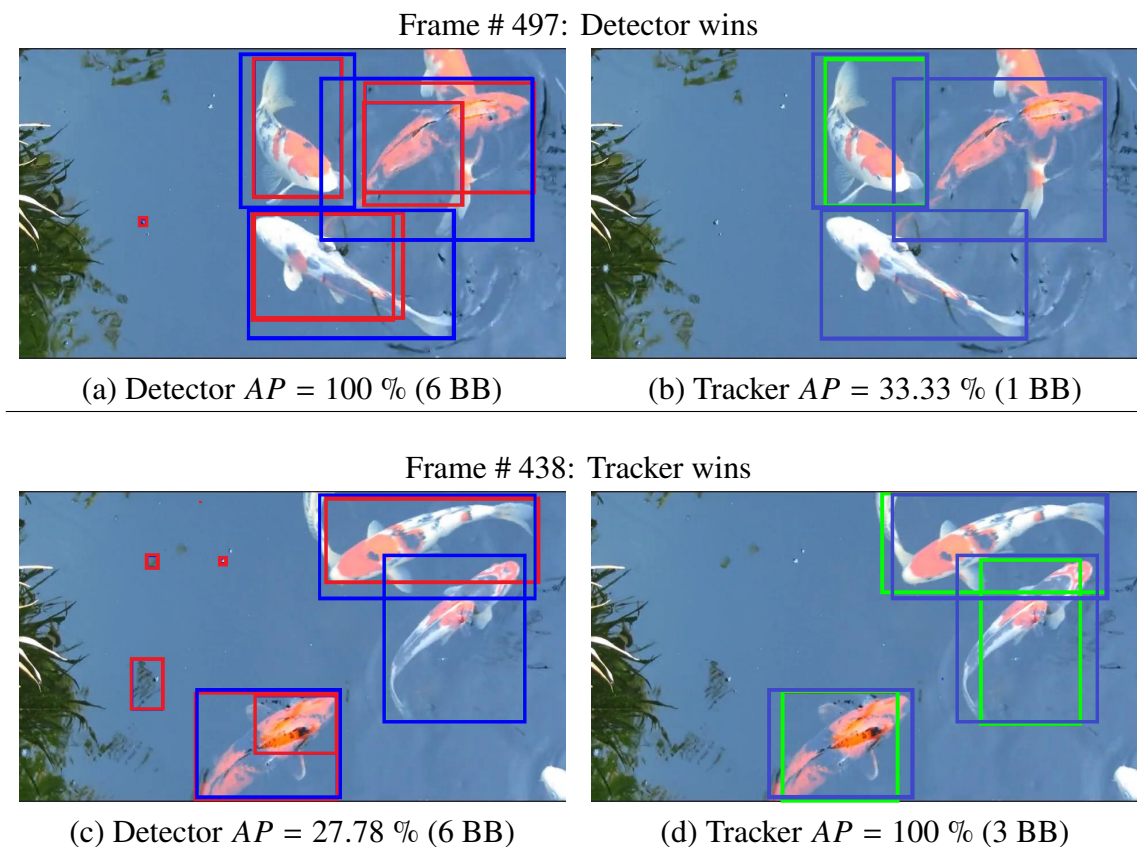 Frame # 497: Detector wins
(a) Detector AP = 100 % (6 BB)
(b) Tracker AP = 33.33 % (1 BB)
Frame # 438: Tracker wins
(c) Detector AP = 27.78 % (6 BB)
(d) Tracker AP = 100 % (3 BB)